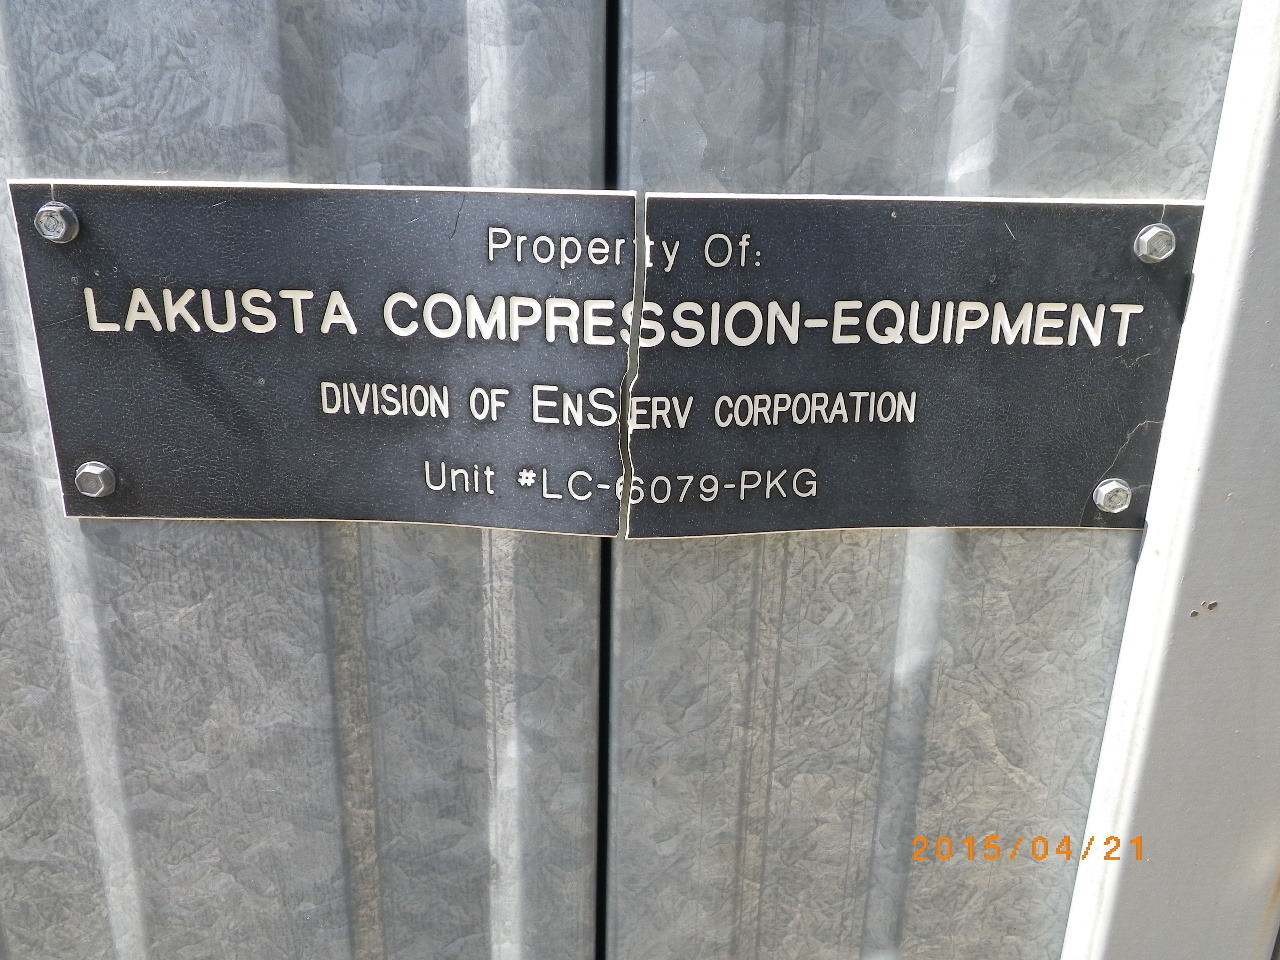 Property Of:
LAKUSTA COMPRESSION-EQUIPMENT
DIVISION OF ENSERV CORPORATION
Unit #LC-6079-PKG
2015/04/21